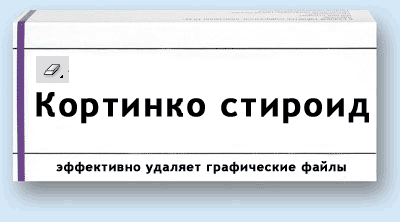 Кортинко стироид
эффективно удаляет графические файлы